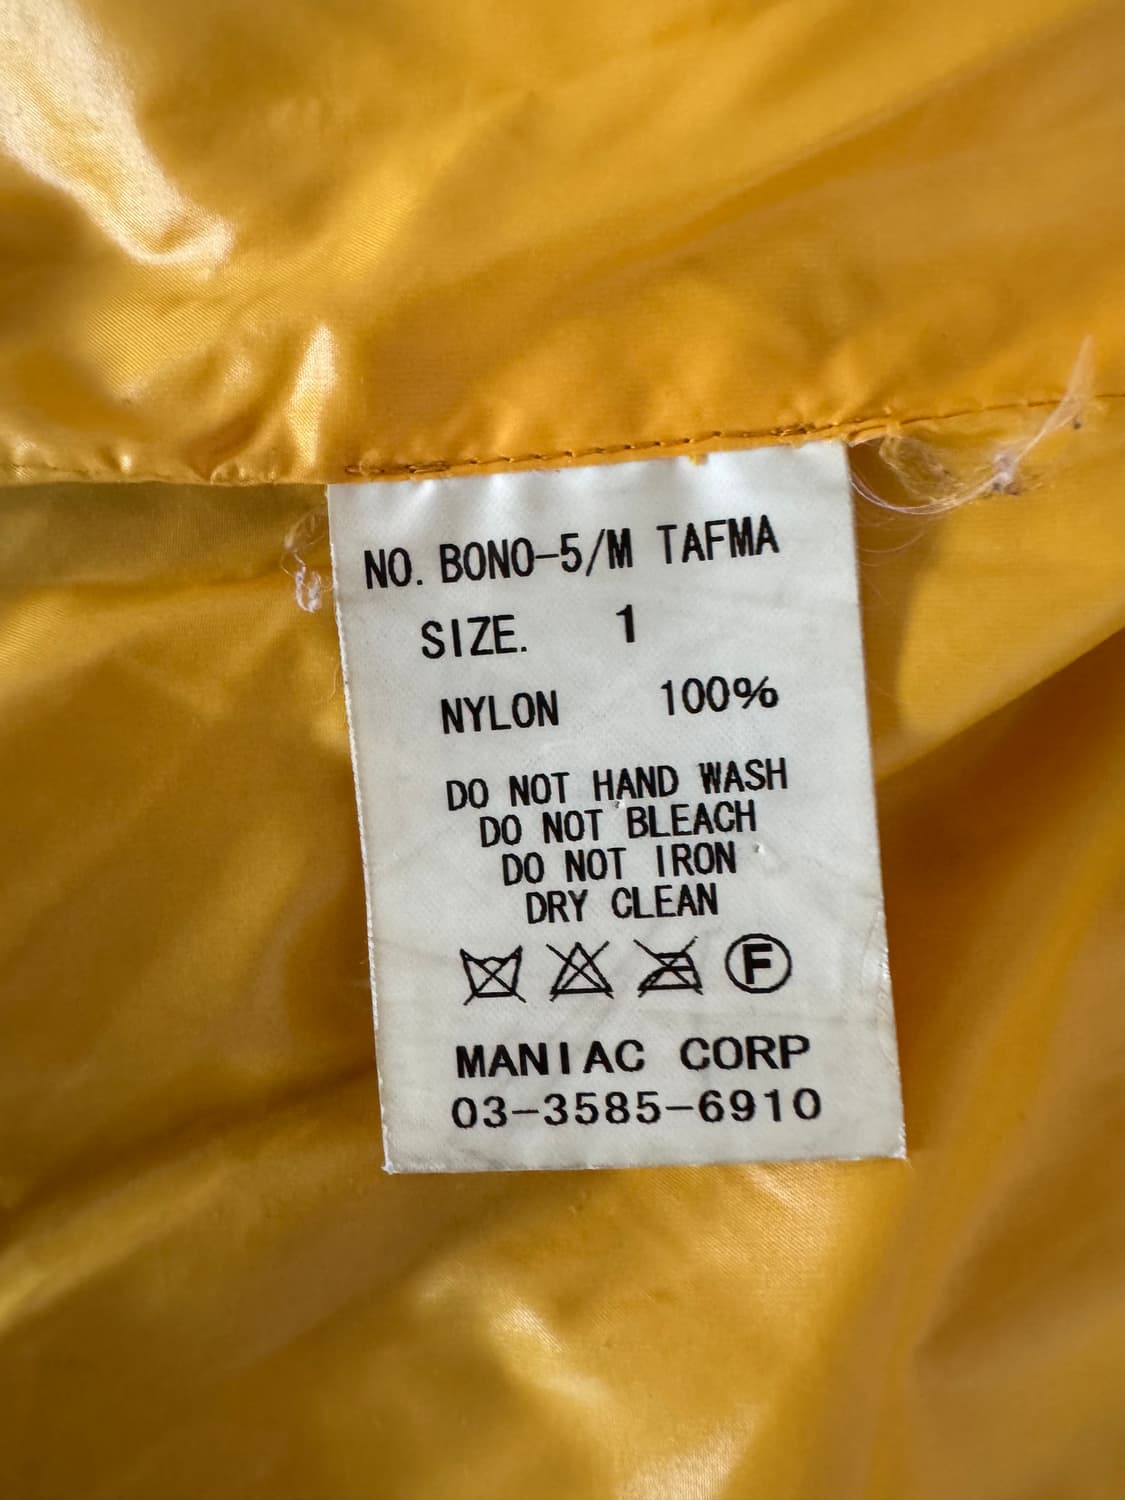 NO. BONO-5/M TAFMA
SIZE. 1
NYLON 100%
DO NOT HAND WASH
DO NOT BLEACH
DO NOT IRON
DRY CLEAN
F
MANIAC CORP
03-3585-6910